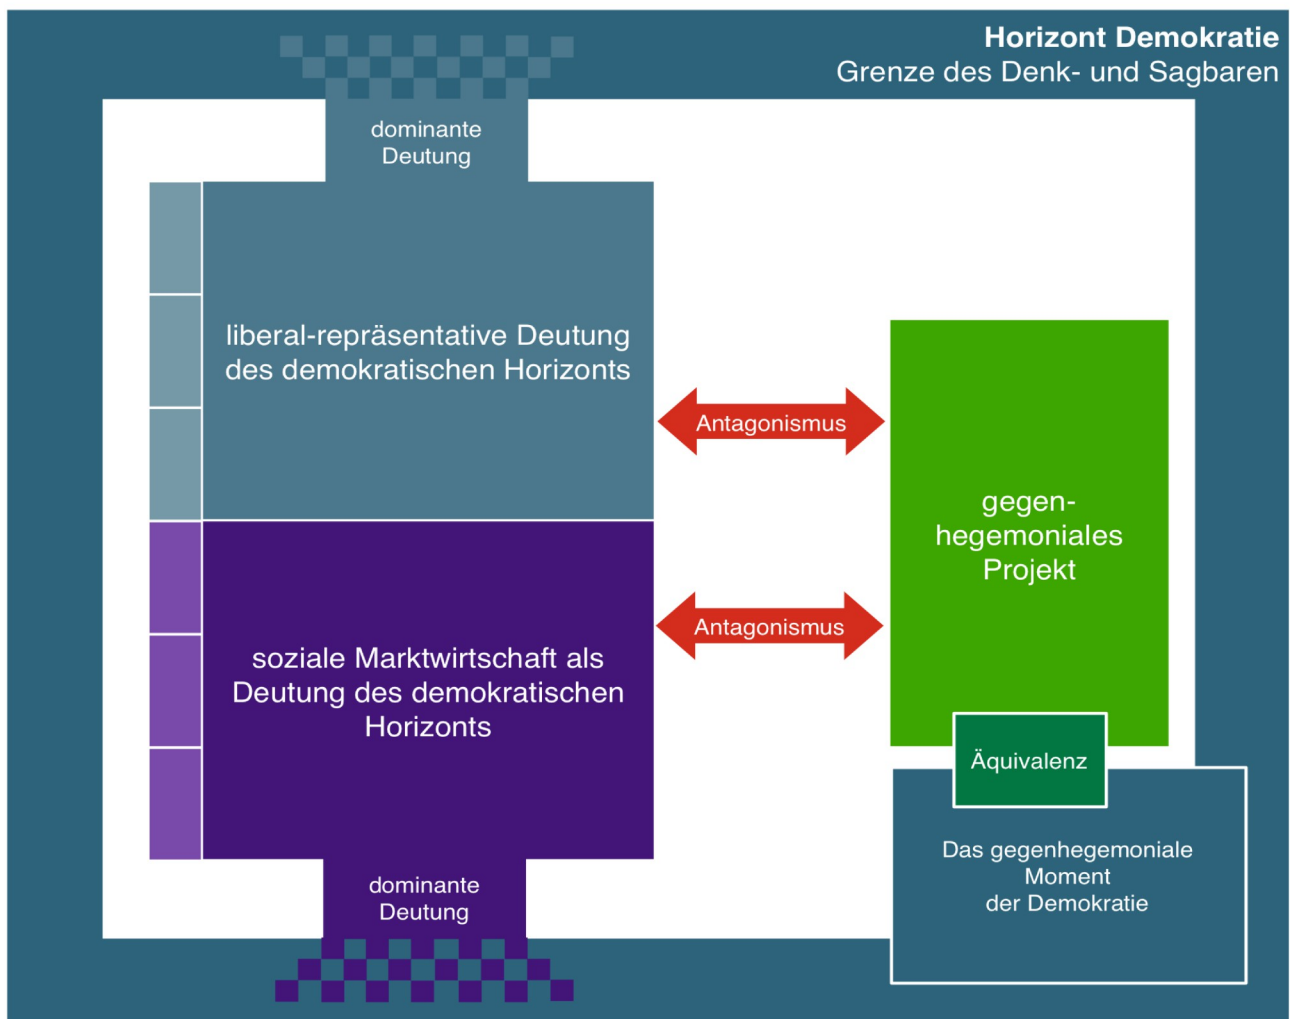 Horizont Demokratie
Grenze des Denk- und Sagbaren
dominante
Deutung
liberal-repräsentative Deutung
des demokratischen Horizonts
Antagonismus
gegen-
hegemoniales
Projekt
Antagonismus
soziale Marktwirtschaft als
Deutung des demokratischen
Horizonts
Äquivalenz
Das gegenhegemoniale
Moment
der Demokratie
dominante
Deutung